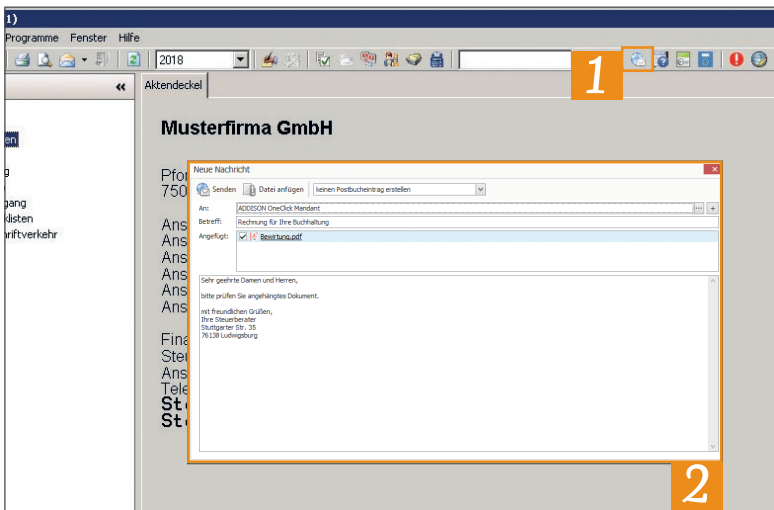 1)
Programme Fenster Hilfe
2018
1
Aktendeckel
Musterfirma GmbH
en
gang
klisten
riftverkehr
Pfor
750
Ans
Ans
Ans
Ans
Ans
Ans
Fina
Steu
Ans
Tele
St
St
Neue Nachricht
Senden Datei anfügen keinen Postbucheintrag erstellen
An: ADDISON OneClick Mandant
Betreff: Rechnung für Ihre Buchhaltung
Angefügt: Bewirtung.pdf
Sehr geehrte Damen und Herren,
bitte prüfen Sie angehängtes Dokument.
mit freundlichen Grüßen,
Ihre Steuerberater
Stuttgarter Str. 35
76138 Ludwigsburg
2